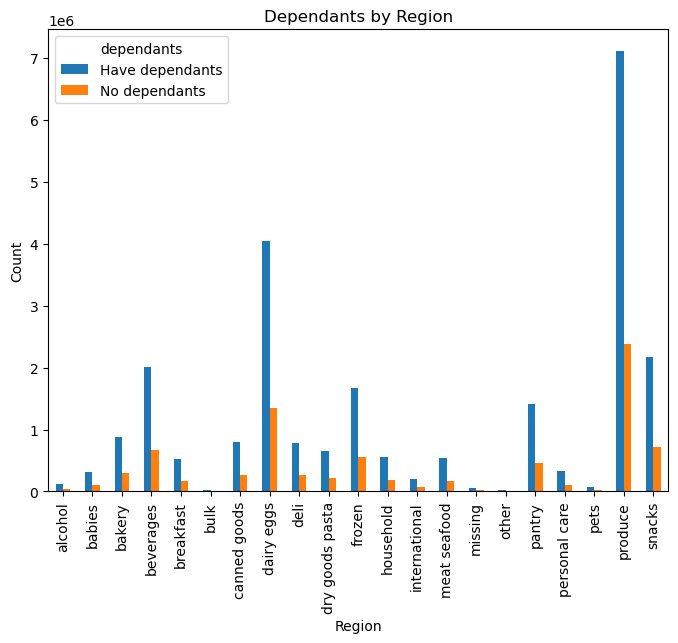 Dependants by Region
1e6
dependants
Have dependants
No dependants
7
6
5
4
3
2
1
0
Count
alcohol
babies
bakery
beverages
breakfast
bulk
canned goods
dairy eggs
deli
dry goods pasta
frozen
household
international
meat seafood
missing
other
pantry
personal care
pets
produce
snacks
Region